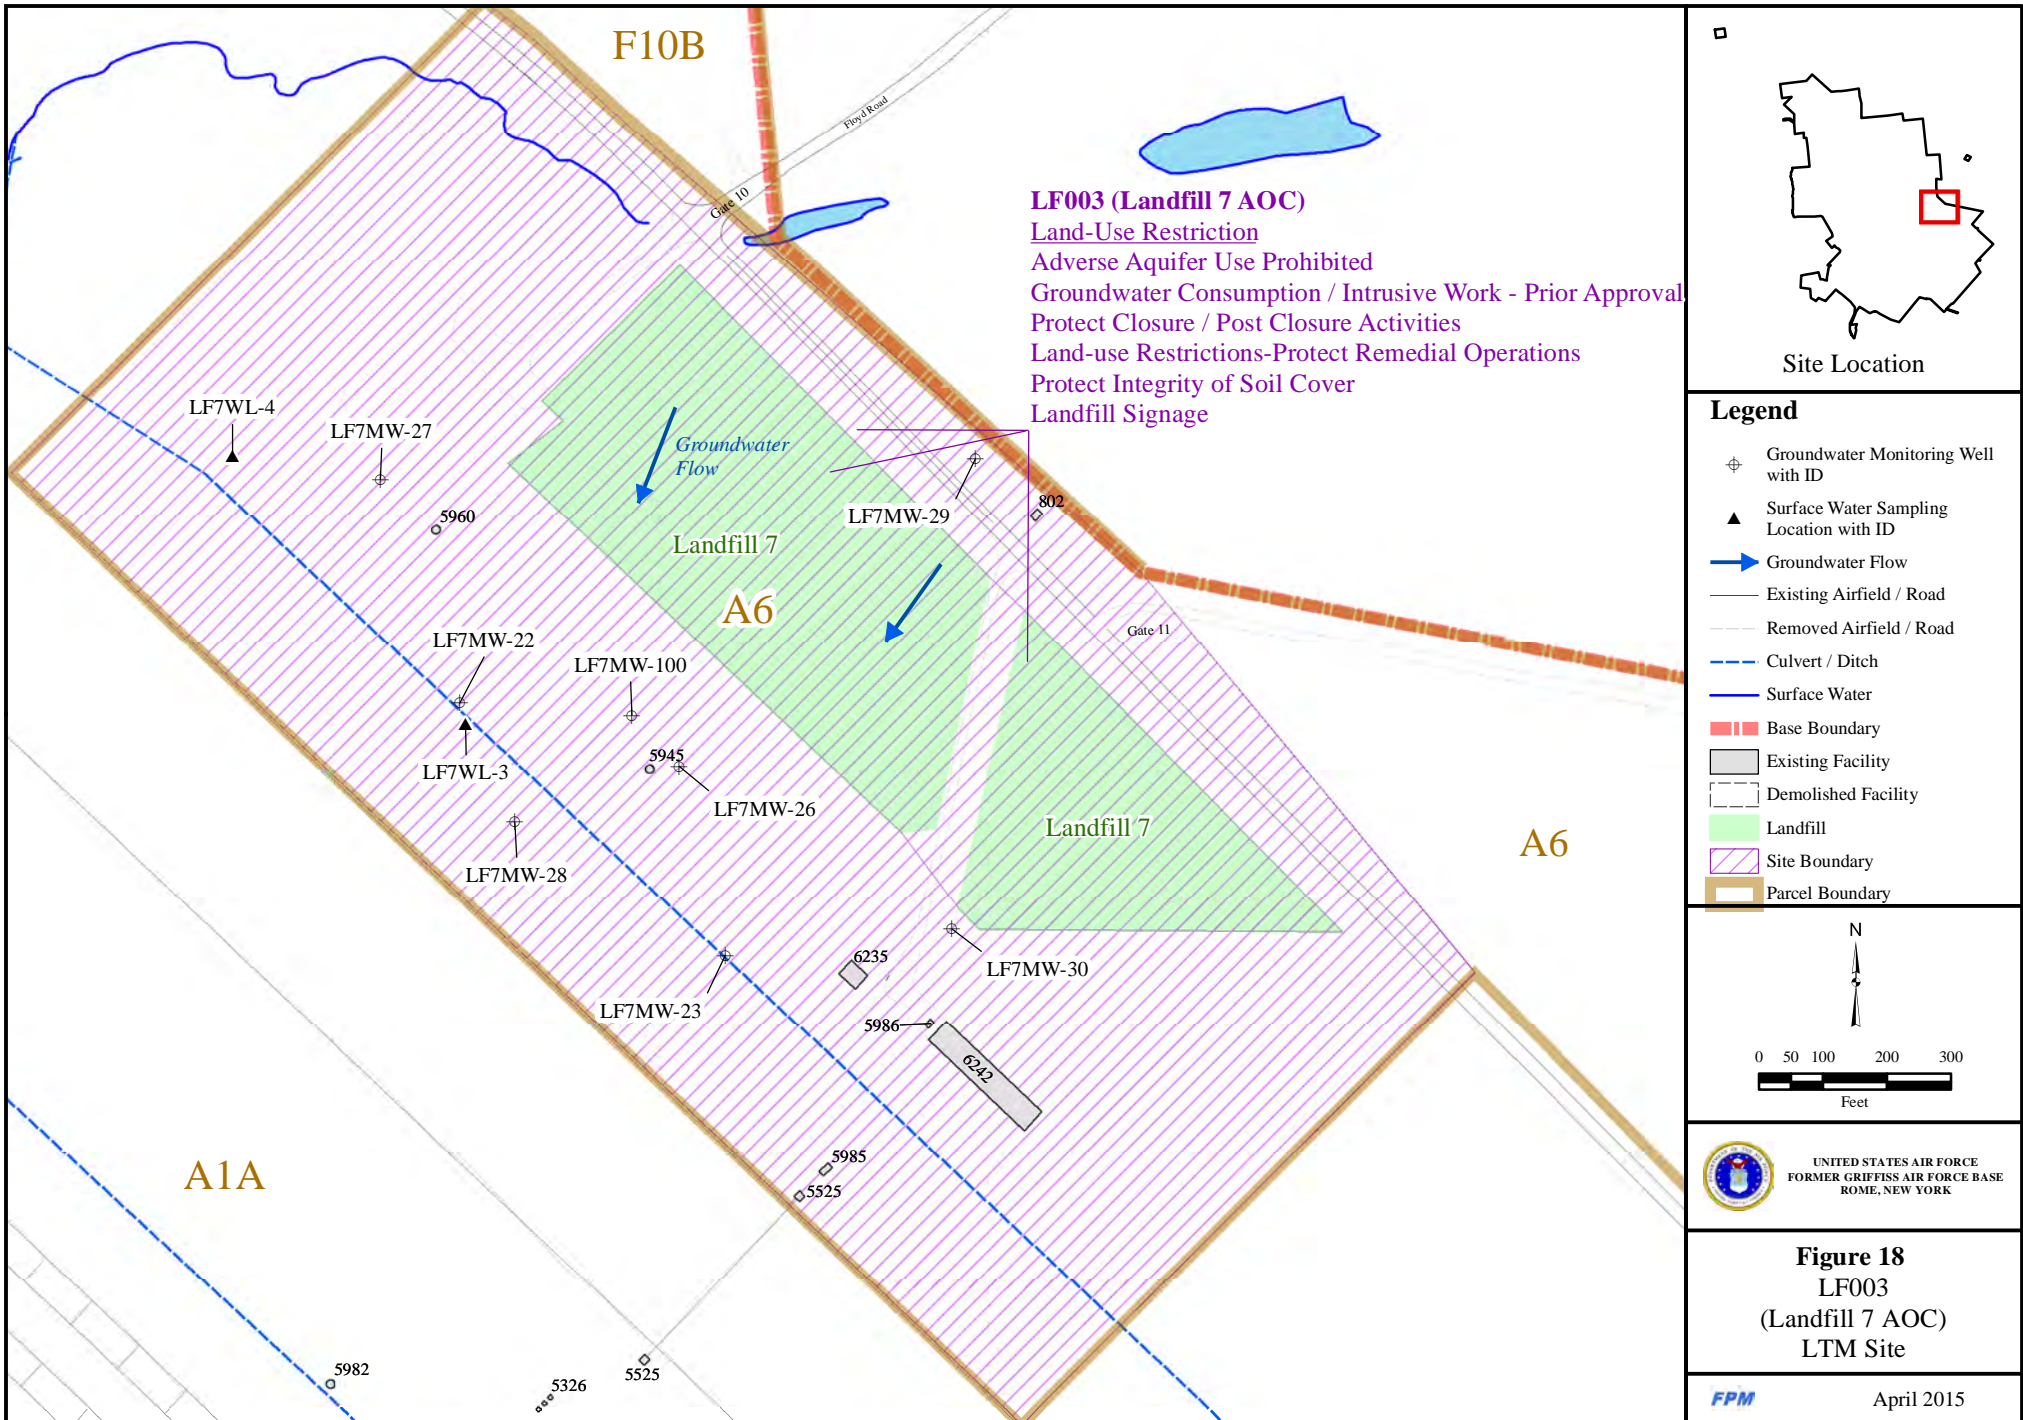 F10B
Floyd Road
Gate 10
LF003 (Landfill 7 AOC)
Land-Use Restriction
Adverse Aquifer Use Prohibited
Groundwater Consumption / Intrusive Work - Prior Approval
Protect Closure / Post Closure Activities
Land-use Restrictions-Protect Remedial Operations
Protect Integrity of Soil Cover
Landfill Signage
LF7WL-4
LF7MW-27
Groundwater
Flow
5960
LF7MW-29
802
Landfill 7
A6
Gate 11
LF7MW-22
LF7MW-100
5945
LF7WL-3
LF7MW-26
Landfill 7
A6
LF7MW-28
6235
LF7MW-30
LF7MW-23
5986
6242
5985
5525
A1A
5982
5326
5525
Site Location
Legend
Groundwater Monitoring Well
with ID
Surface Water Sampling
Location with ID
Groundwater Flow
Existing Airfield / Road
Removed Airfield / Road
Culvert / Ditch
Surface Water
Base Boundary
Existing Facility
Demolished Facility
Landfill
Site Boundary
Parcel Boundary
N
0 50 100 200 300
Feet
UNITED STATES AIR FORCE
FORMER GRIFFISS AIR FORCE BASE
ROME, NEW YORK
Figure 18
LF003
(Landfill 7 AOC)
LTM Site
FPM
April 2015